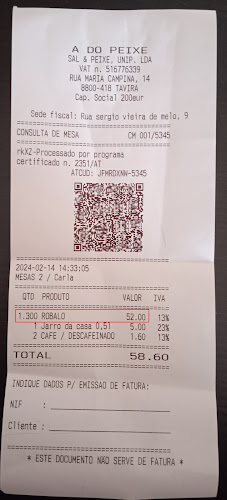 A DO PEIXE
SAL & PEIXE, UNIP. LDA
VAT n. 516776339
RUA MARIA CAMPINA, 14
8800-418 TAVIRA
Cap. Social 200eur
Sede fiscal: Rua sergio vieira de melo, 9
CONSULTA DE MESA CM 001/5345
rkXZ-Processado por programa
certificado n. 2351/AT
ATCUD: JFMRDXNW-5345
2024-02-14 14:33:05
MESAS 2 / Carla
QTD PRODUTO VALOR IVA
1.300 ROBALO 52.00 13%
1 Jarro da casa 0,5l 5.00 23%
2 CAFE / DESCAFEINADO 1.60 13%
TOTAL 58.60
INDIQUE DADOS P/ EMISSAO DE FATURA:
NIF :
Cliente :
* ESTE DOCUMENTO NÃO SERVE DE FATURA *